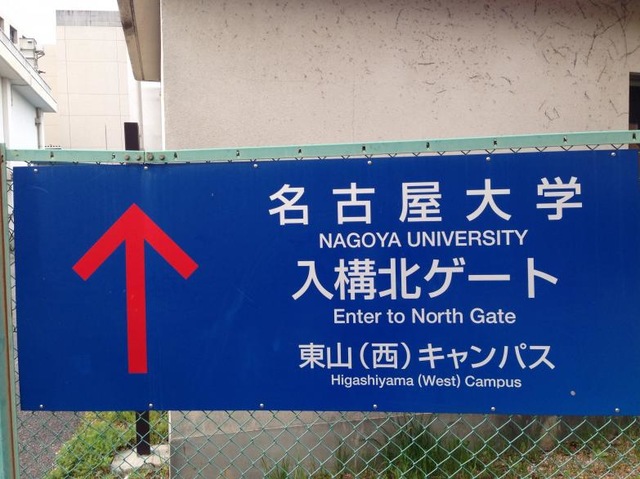 名古屋大学
NAGOYA UNIVERSITY
入構北ゲート
Enter to North Gate
東山（西）キャンパス
Higashiyama (West) Campus